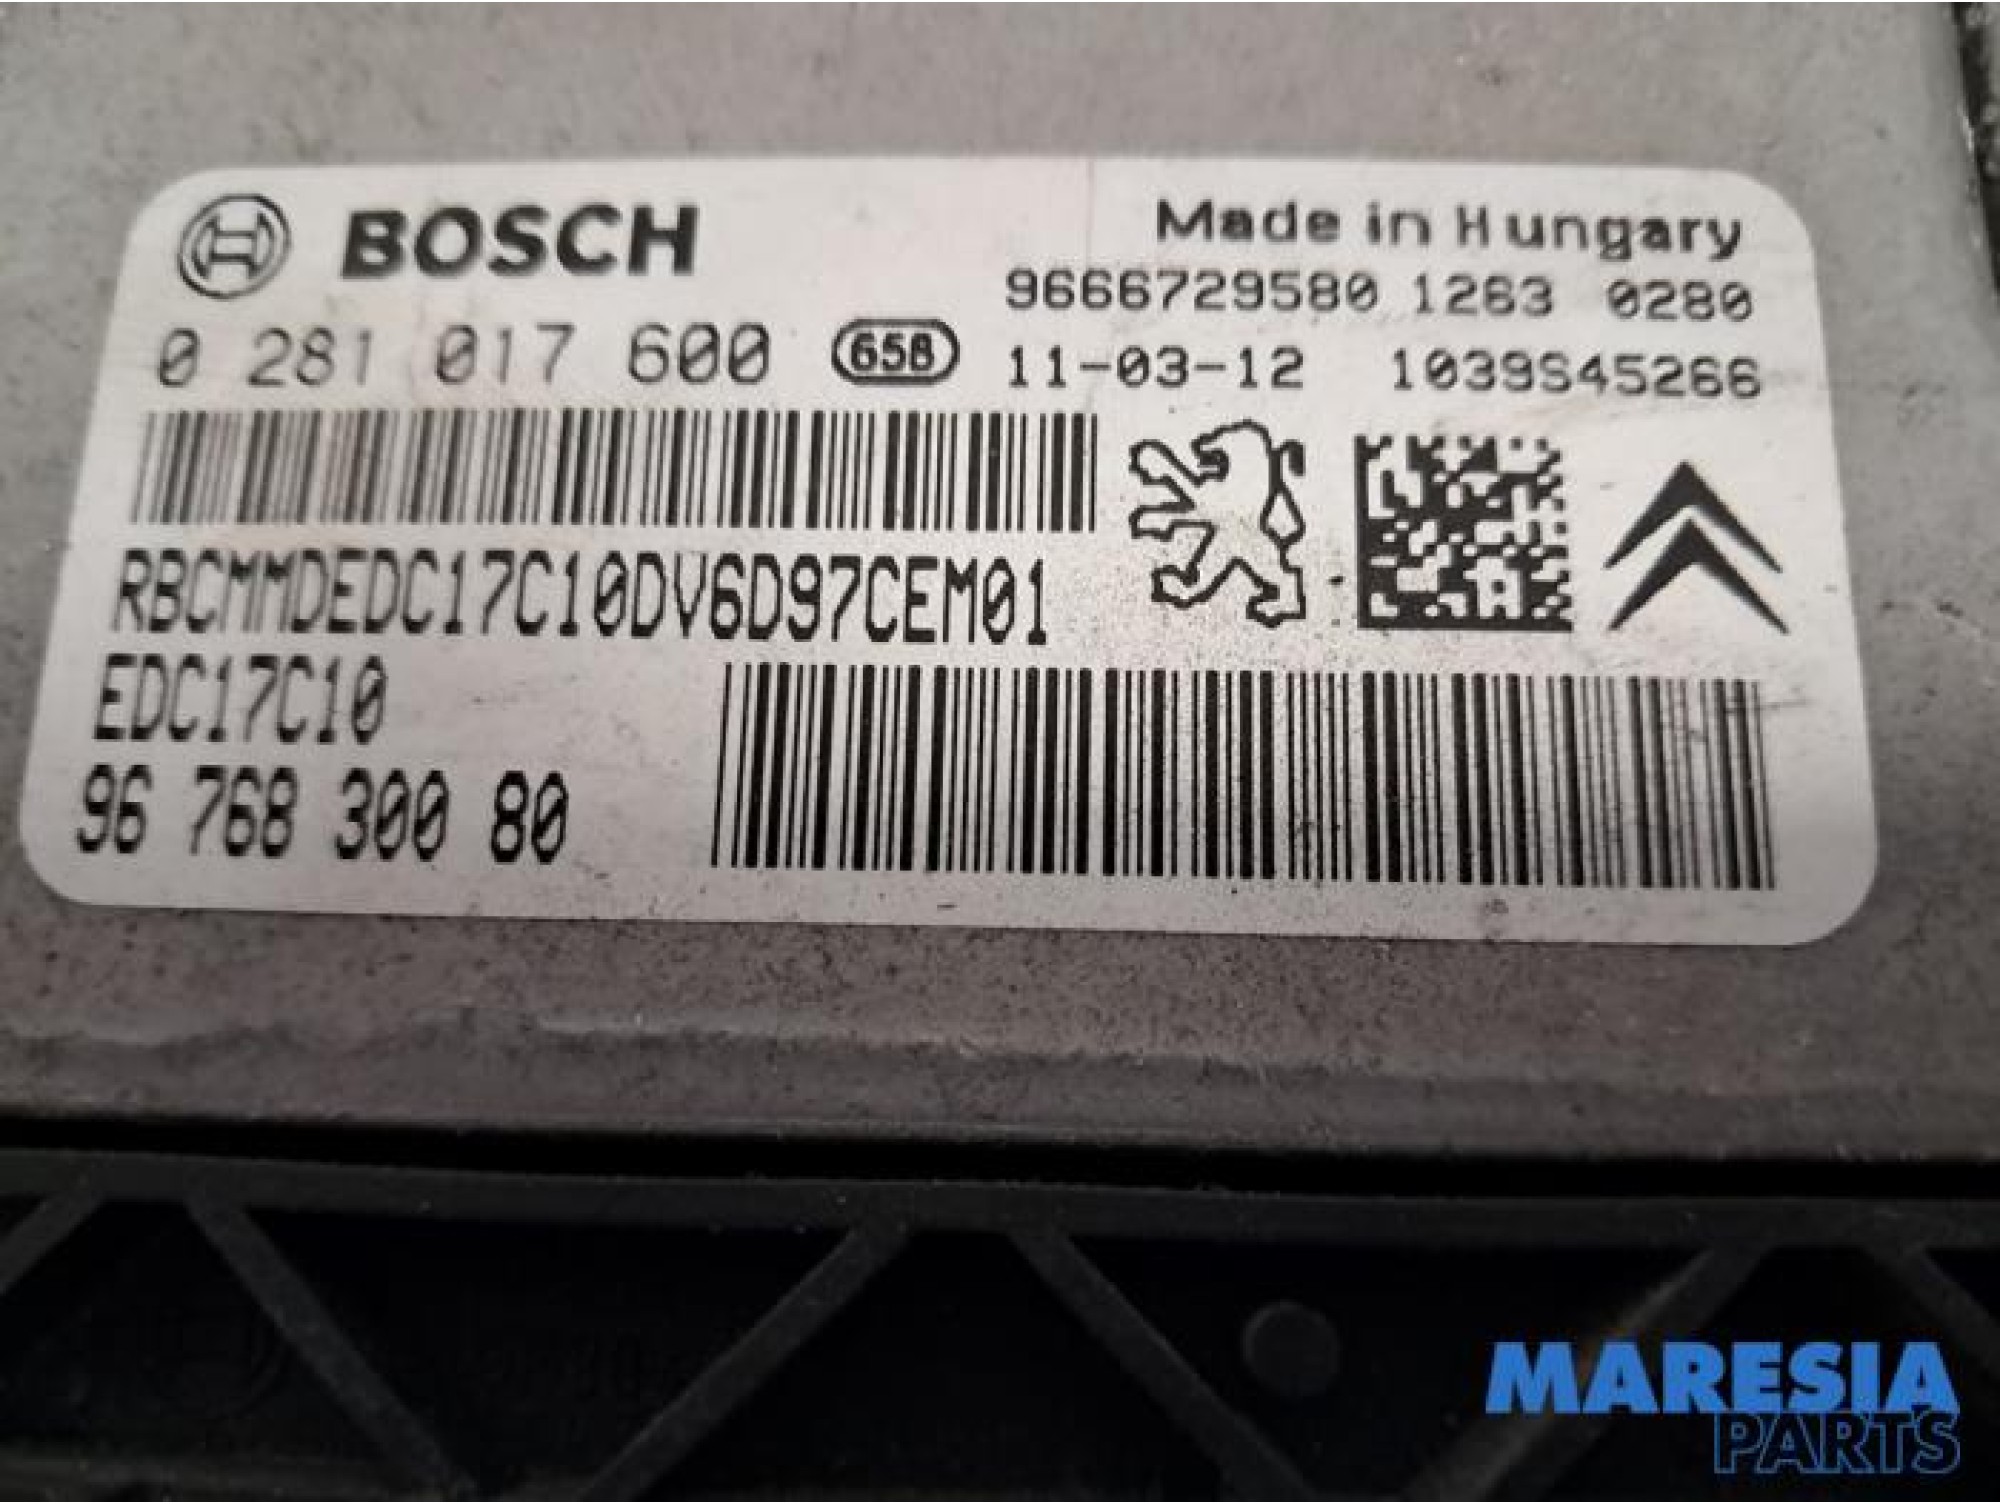 BOSCH
Made in Hungary
9666729580 1263 0280
0 281 017 600 658
11-03-12 1039S45266
RBCMMDEDC17C10DV6D97CEM01
EDC17C10
96 768 300 80
MARESIA
PARTS